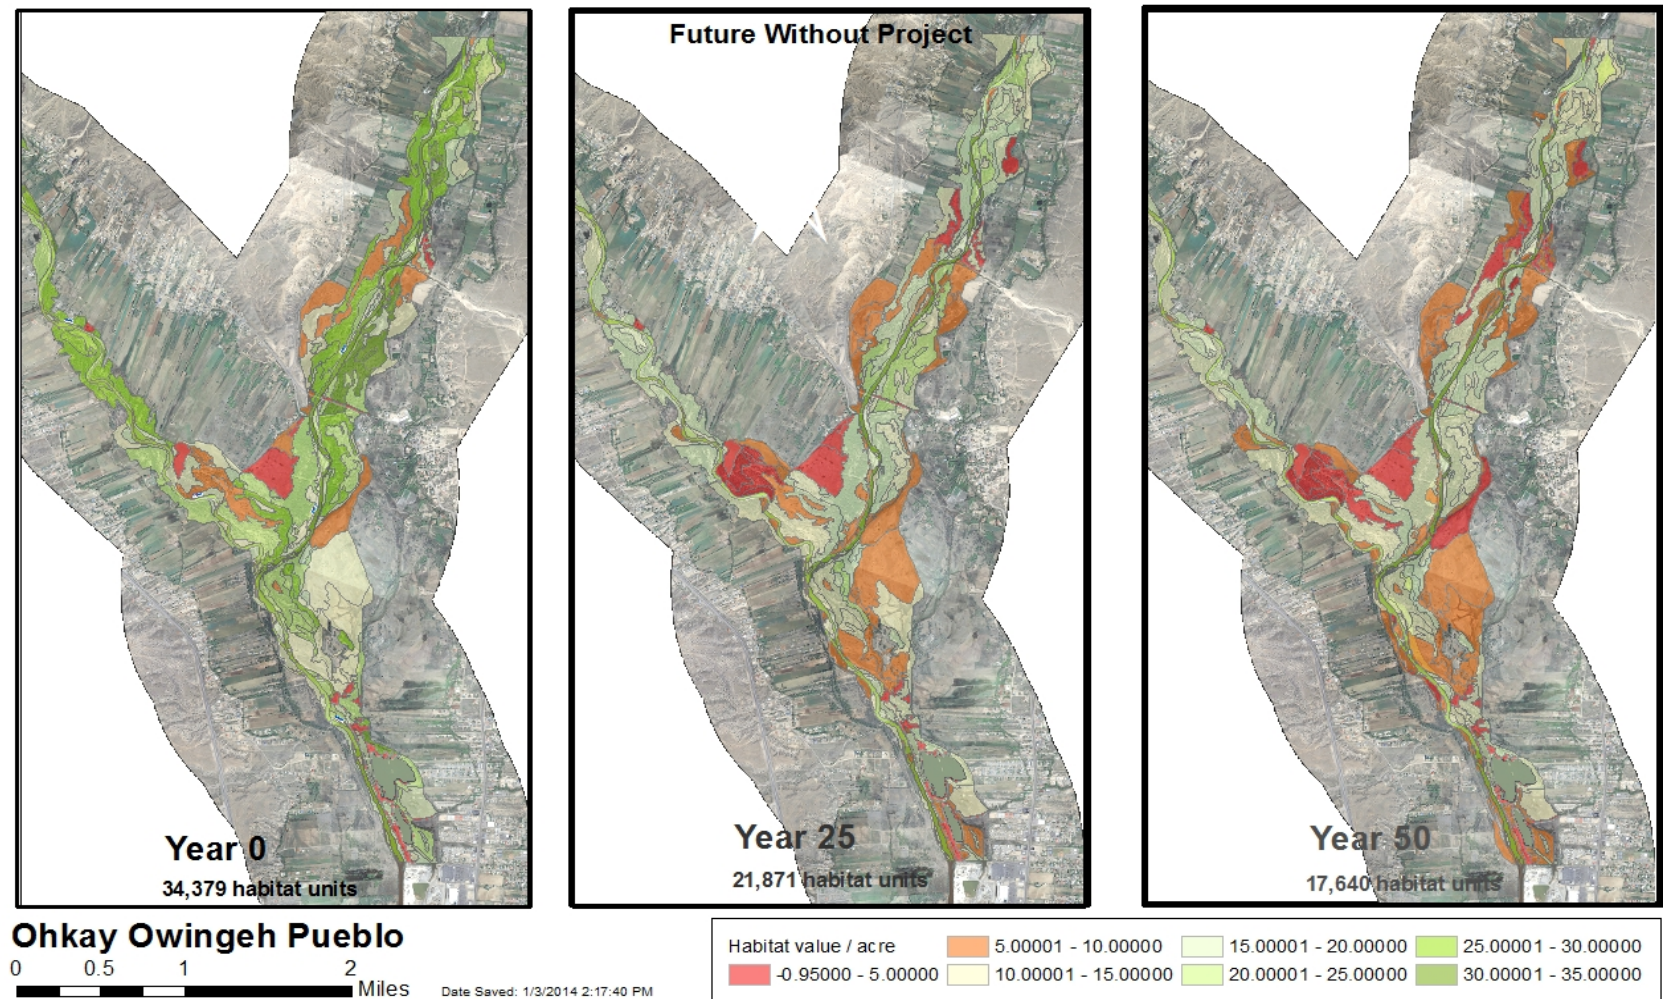 Future Without Project
Year 0
34,379 habitat units
Year 25
21,871 habitat units
Year 50
17,640 habitat units
Ohkay Owingeh Pueblo
0 0.5 1 2
Miles
Date Saved: 1/3/2014 2:17:40 PM
Habitat value / acre
-0.95000 - 5.00000
5.00001 - 10.00000
10.00001 - 15.00000
15.00001 - 20.00000
20.00001 - 25.00000
25.00001 - 30.00000
30.00001 - 35.00000